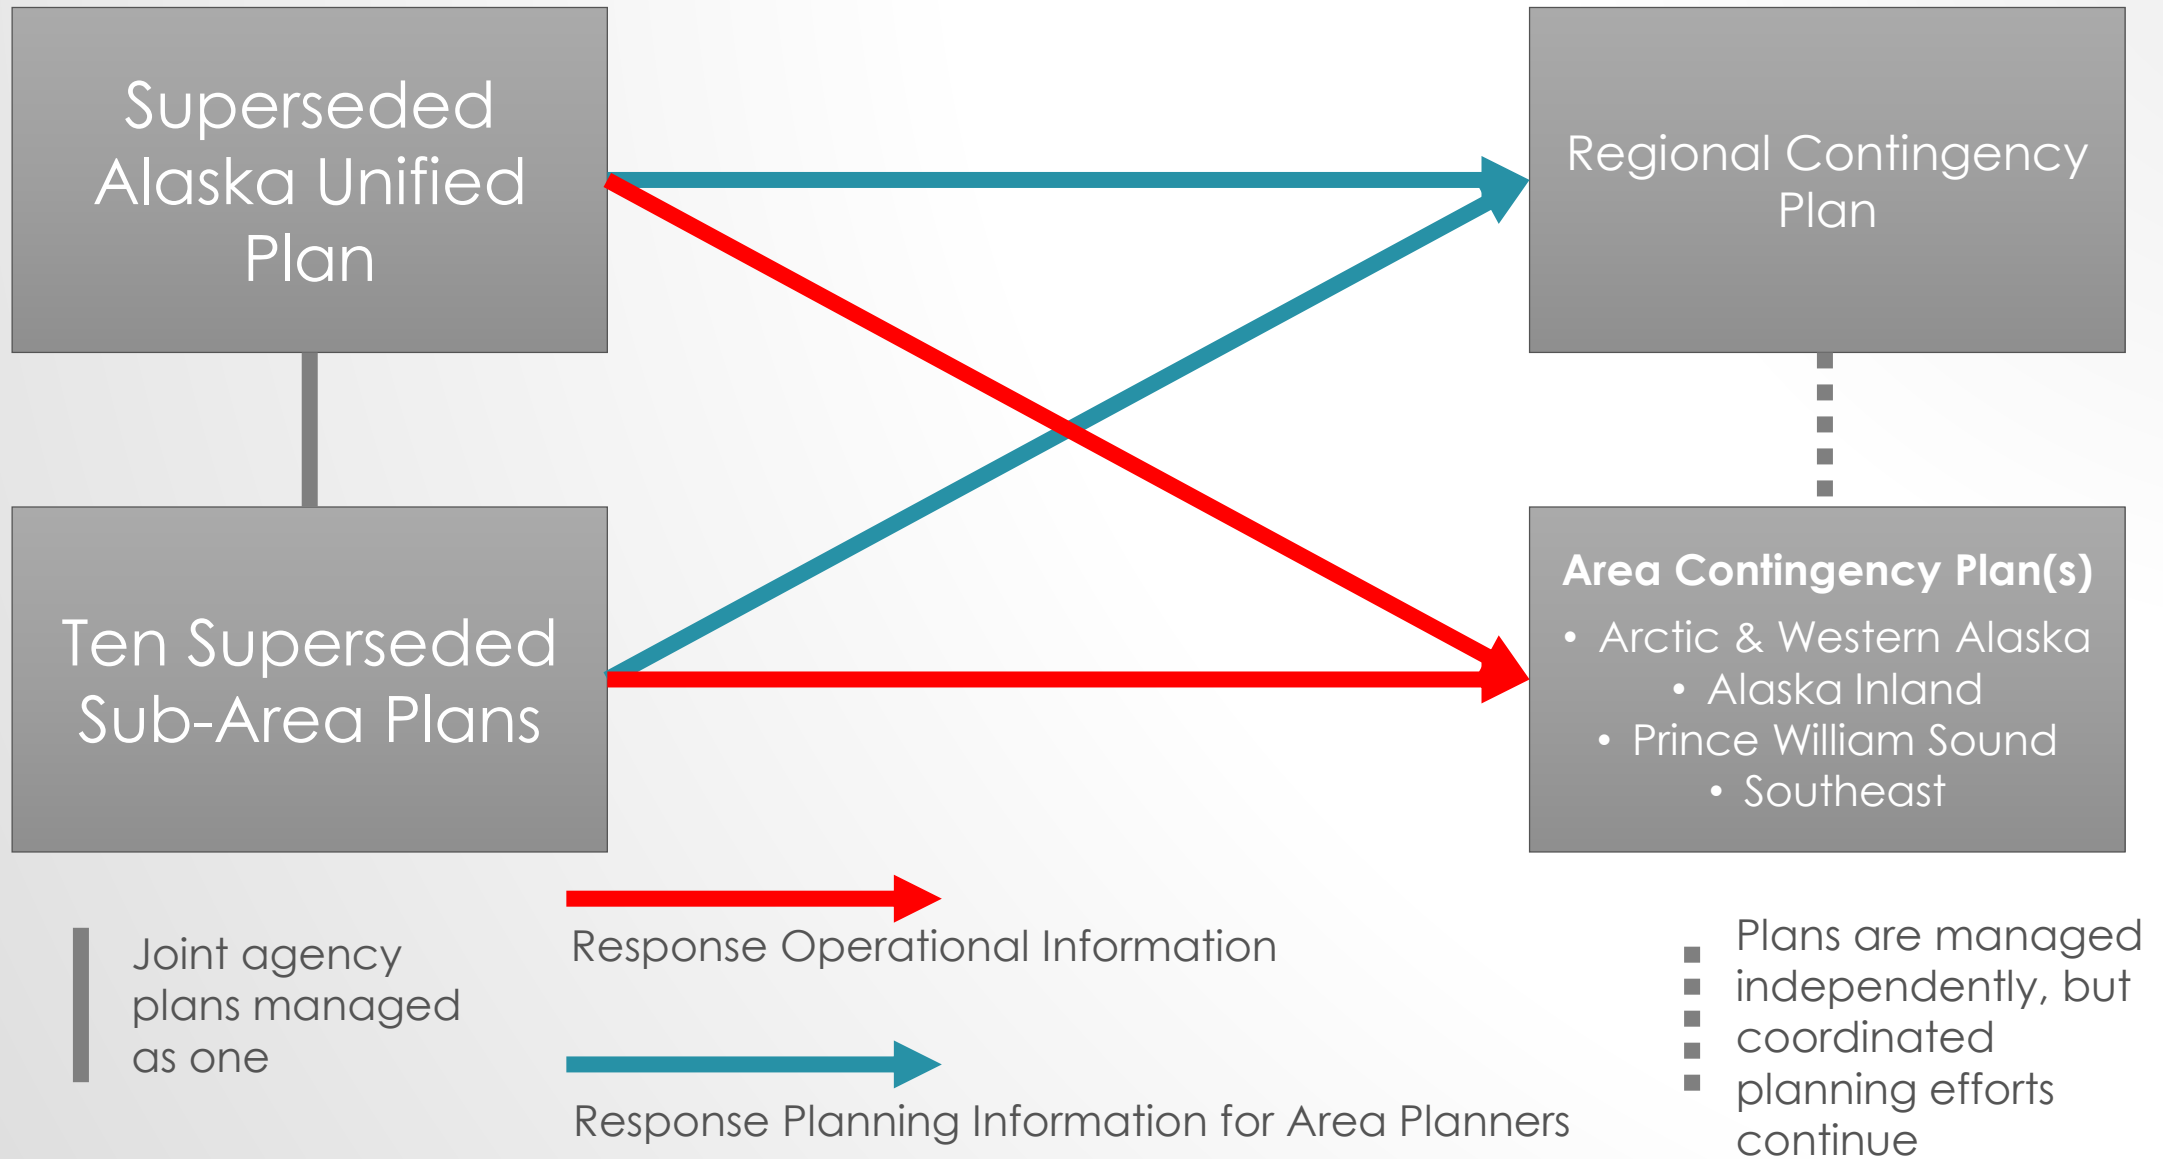 Superseded
Alaska Unified
Plan
Regional Contingency
Plan
Ten Superseded
Sub-Area Plans
Area Contingency Plan(s)
• Arctic & Western Alaska
• Alaska Inland
• Prince William Sound
• Southeast
Joint agency
plans managed
as one
Response Operational Information
Response Planning Information for Area Planners
Plans are managed
independently, but
coordinated
planning efforts
continue